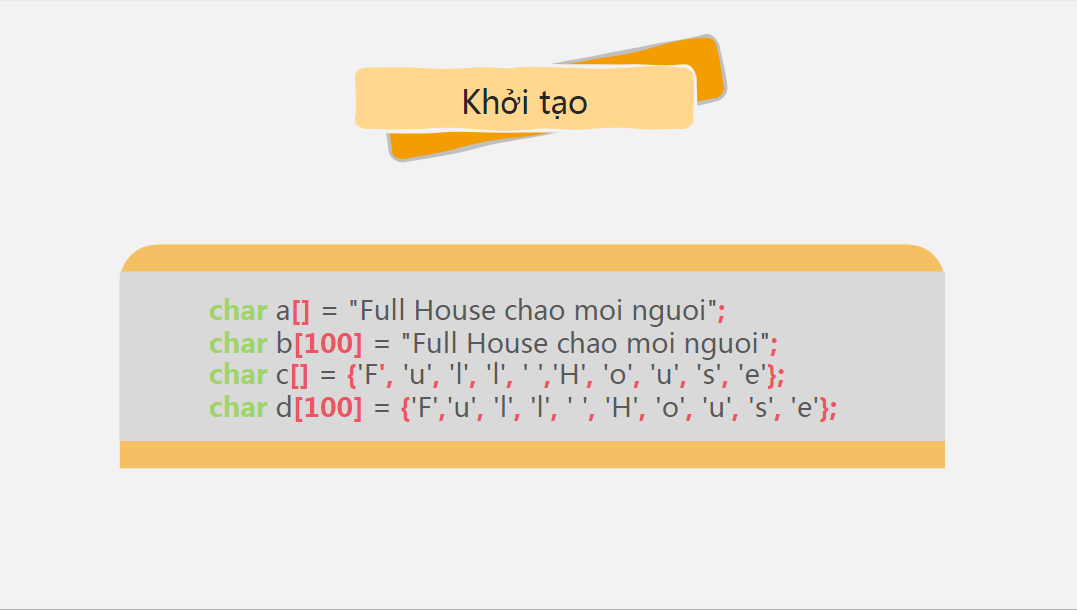 Khởi tạo
char a[] = "Full House chao moi nguoi";
char b[100] = "Full House chao moi nguoi";
char c[] = {'F', 'u', 'l', 'l', ' ','H', 'o', 'u', 's', 'e'};
char d[100] = {'F','u', 'l', 'l', ' ', 'H', 'o', 'u', 's', 'e'};